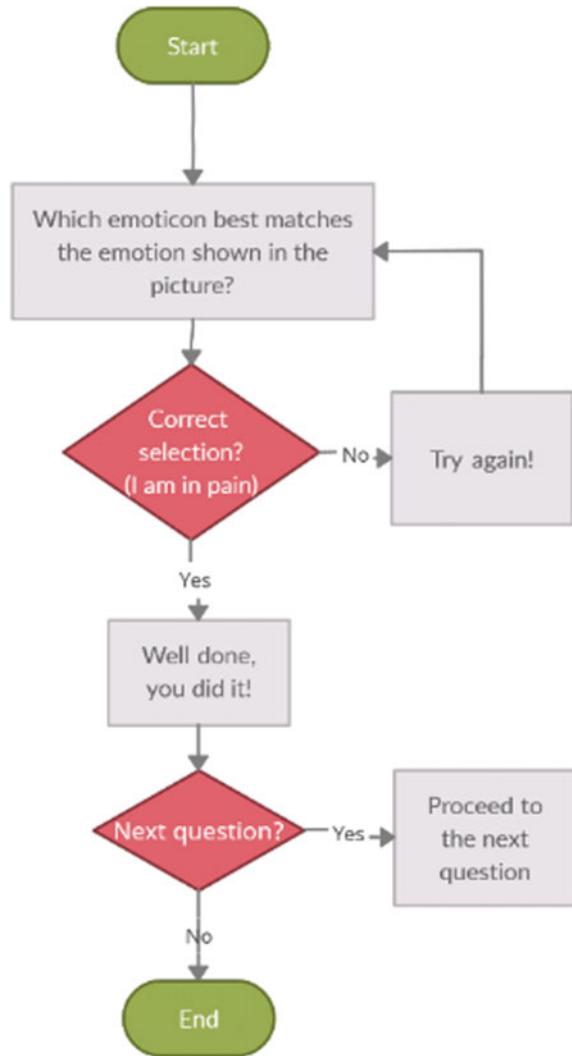 Start
Which emoticon best matches
the emotion shown in the
picture?
Correct
selection?
(I am in pain)
No
Try again!
Yes
Well done,
you did it!
Next question?
Yes
Proceed to
the next
question
No
End